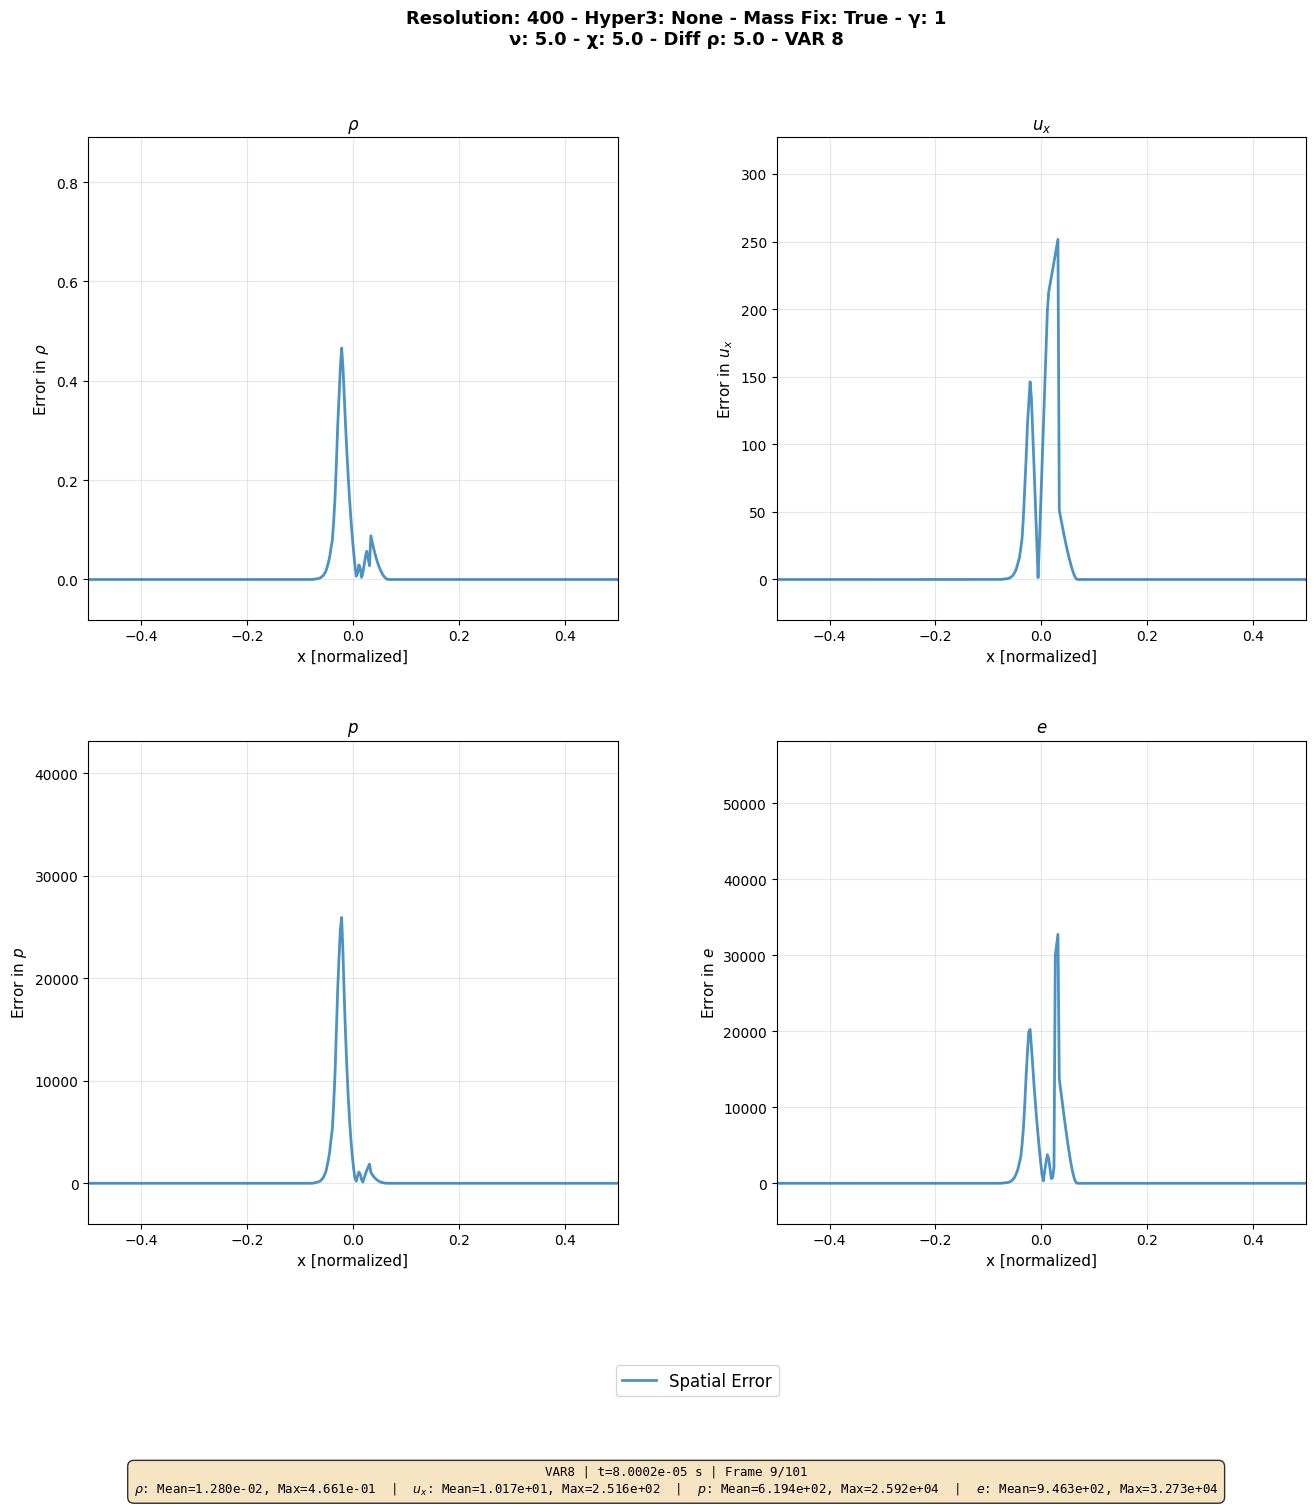 Resolution: 400 - Hyper3: None - Mass Fix: True - γ: 1
ν: 5.0 - χ: 5.0 - Diff ρ: 5.0 - VAR 8
ρ
0.8
0.6
0.4
0.2
0.0
Error in ρ
−0.4 −0.2 0.0 0.2 0.4
x [normalized]
u_x
300
250
200
150
100
50
0
Error in u_x
−0.4 −0.2 0.0 0.2 0.4
x [normalized]
p
40000
30000
20000
10000
0
Error in p
−0.4 −0.2 0.0 0.2 0.4
x [normalized]
e
50000
40000
30000
20000
10000
0
Error in e
−0.4 −0.2 0.0 0.2 0.4
x [normalized]
Spatial Error
VAR8 | t=8.0002e-05 s | Frame 9/101
ρ: Mean=1.280e-02, Max=4.661e-01 | u_x: Mean=1.017e+01, Max=2.516e+02 | p: Mean=6.194e+02, Max=2.592e+04 | e: Mean=9.463e+02, Max=3.273e+04